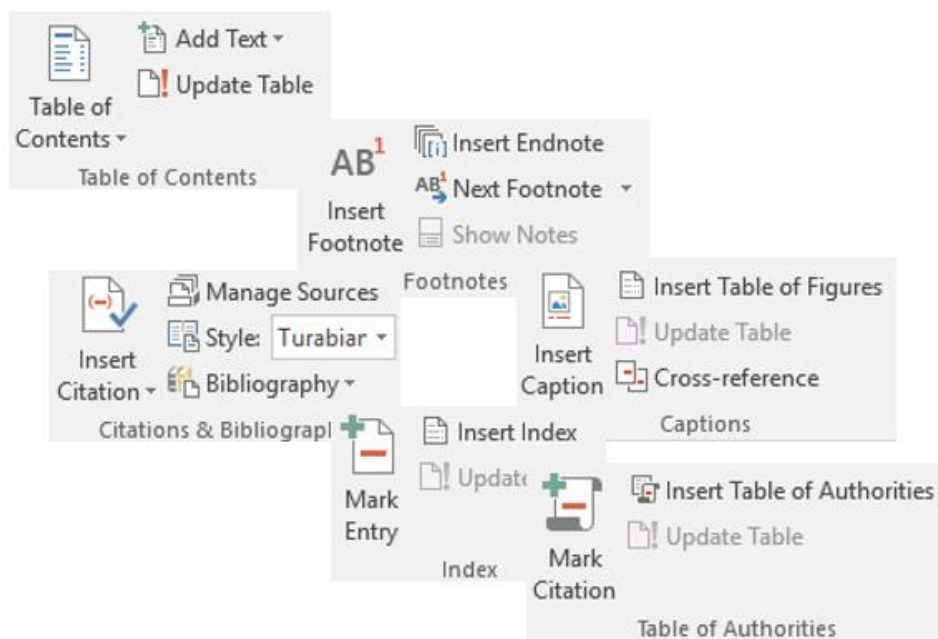 Table of
Contents
Add Text
Update Table
Table of Contents
AB1
Insert
Footnote
[i] Insert Endnote
AB1 Next Footnote
Show Notes
Footnotes
(-)
Insert
Citation
Manage Sources
Style: Turabian
Bibliography
Citations & Bibliograpl
Insert
Caption
Insert Table of Figures
Update Table
Cross-reference
Captions
Mark
Entry
Insert Index
Update
Index
Mark
Citation
Insert Table of Authorities
Update Table
Table of Authorities